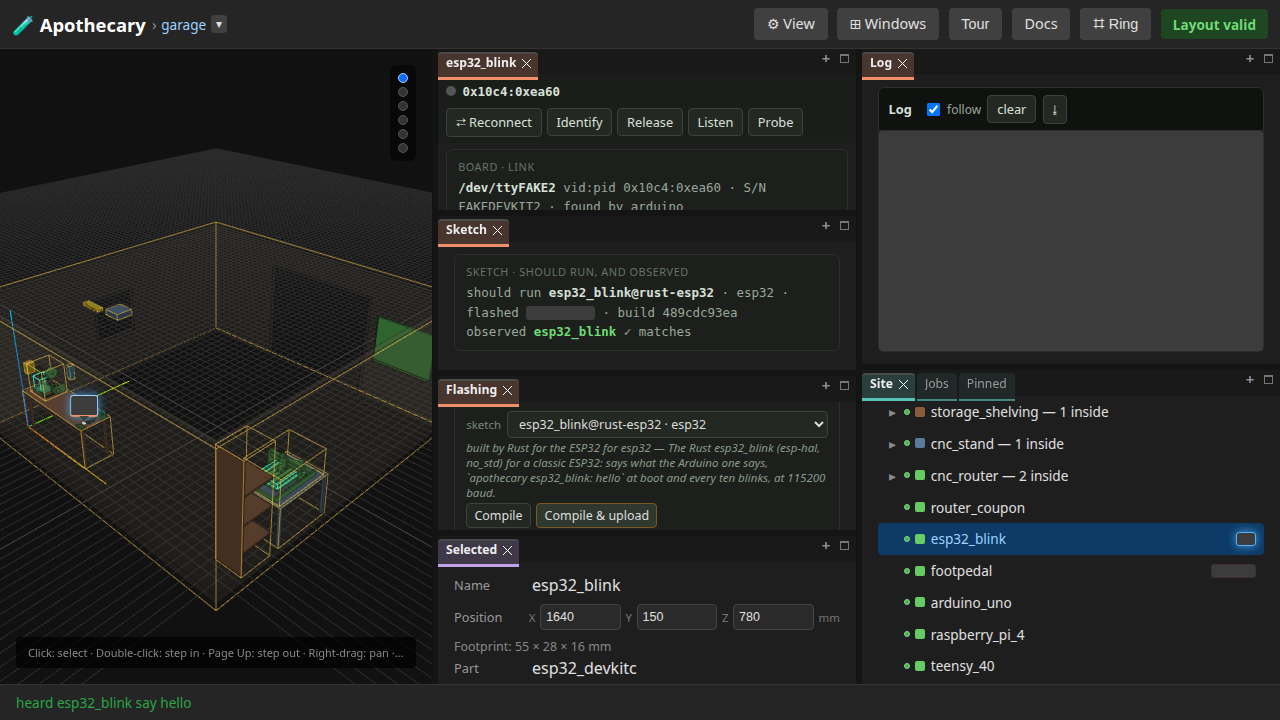 Apothecary › garage ▾
⚙ View
⊞ Windows
Tour
Docs
⌗ Ring
Layout valid
esp32_blink
0x10c4:0xea60
⇄ Reconnect
Identify
Release
Listen
Probe
BOARD · LINK
/dev/ttyFAKE2 vid:pid 0x10c4:0xea60 · S/N
FAKEDEVKIT2 · found by arduino
Sketch
SKETCH · SHOULD RUN, AND OBSERVED
should run esp32_blink@rust-esp32 · esp32 ·
flashed · build 489cdc93ea
observed esp32_blink ✓ matches
Flashing
sketch esp32_blink@rust-esp32 · esp32
built by Rust for the ESP32 for esp32 — The Rust esp32_blink (esp-hal,
no_std) for a classic ESP32: says what the Arduino one says,
`apothecary esp32_blink: hello` at boot and every ten blinks, at 115200
baud.
Compile
Compile & upload
Selected
Name esp32_blink
Position X 1640 Y 150 Z 780 mm
Footprint: 55 × 28 × 16 mm
Part esp32_devkitc
Log
Log follow clear ⤓
Site
Jobs
Pinned
▶ storage_shelving — 1 inside
▶ cnc_stand — 1 inside
▶ cnc_router — 2 inside
router_coupon
esp32_blink
footpedal
arduino_uno
raspberry_pi_4
teensy_40
Click: select · Double-click: step in · Page Up: step out · Right-drag: pan ·...
heard esp32_blink say hello